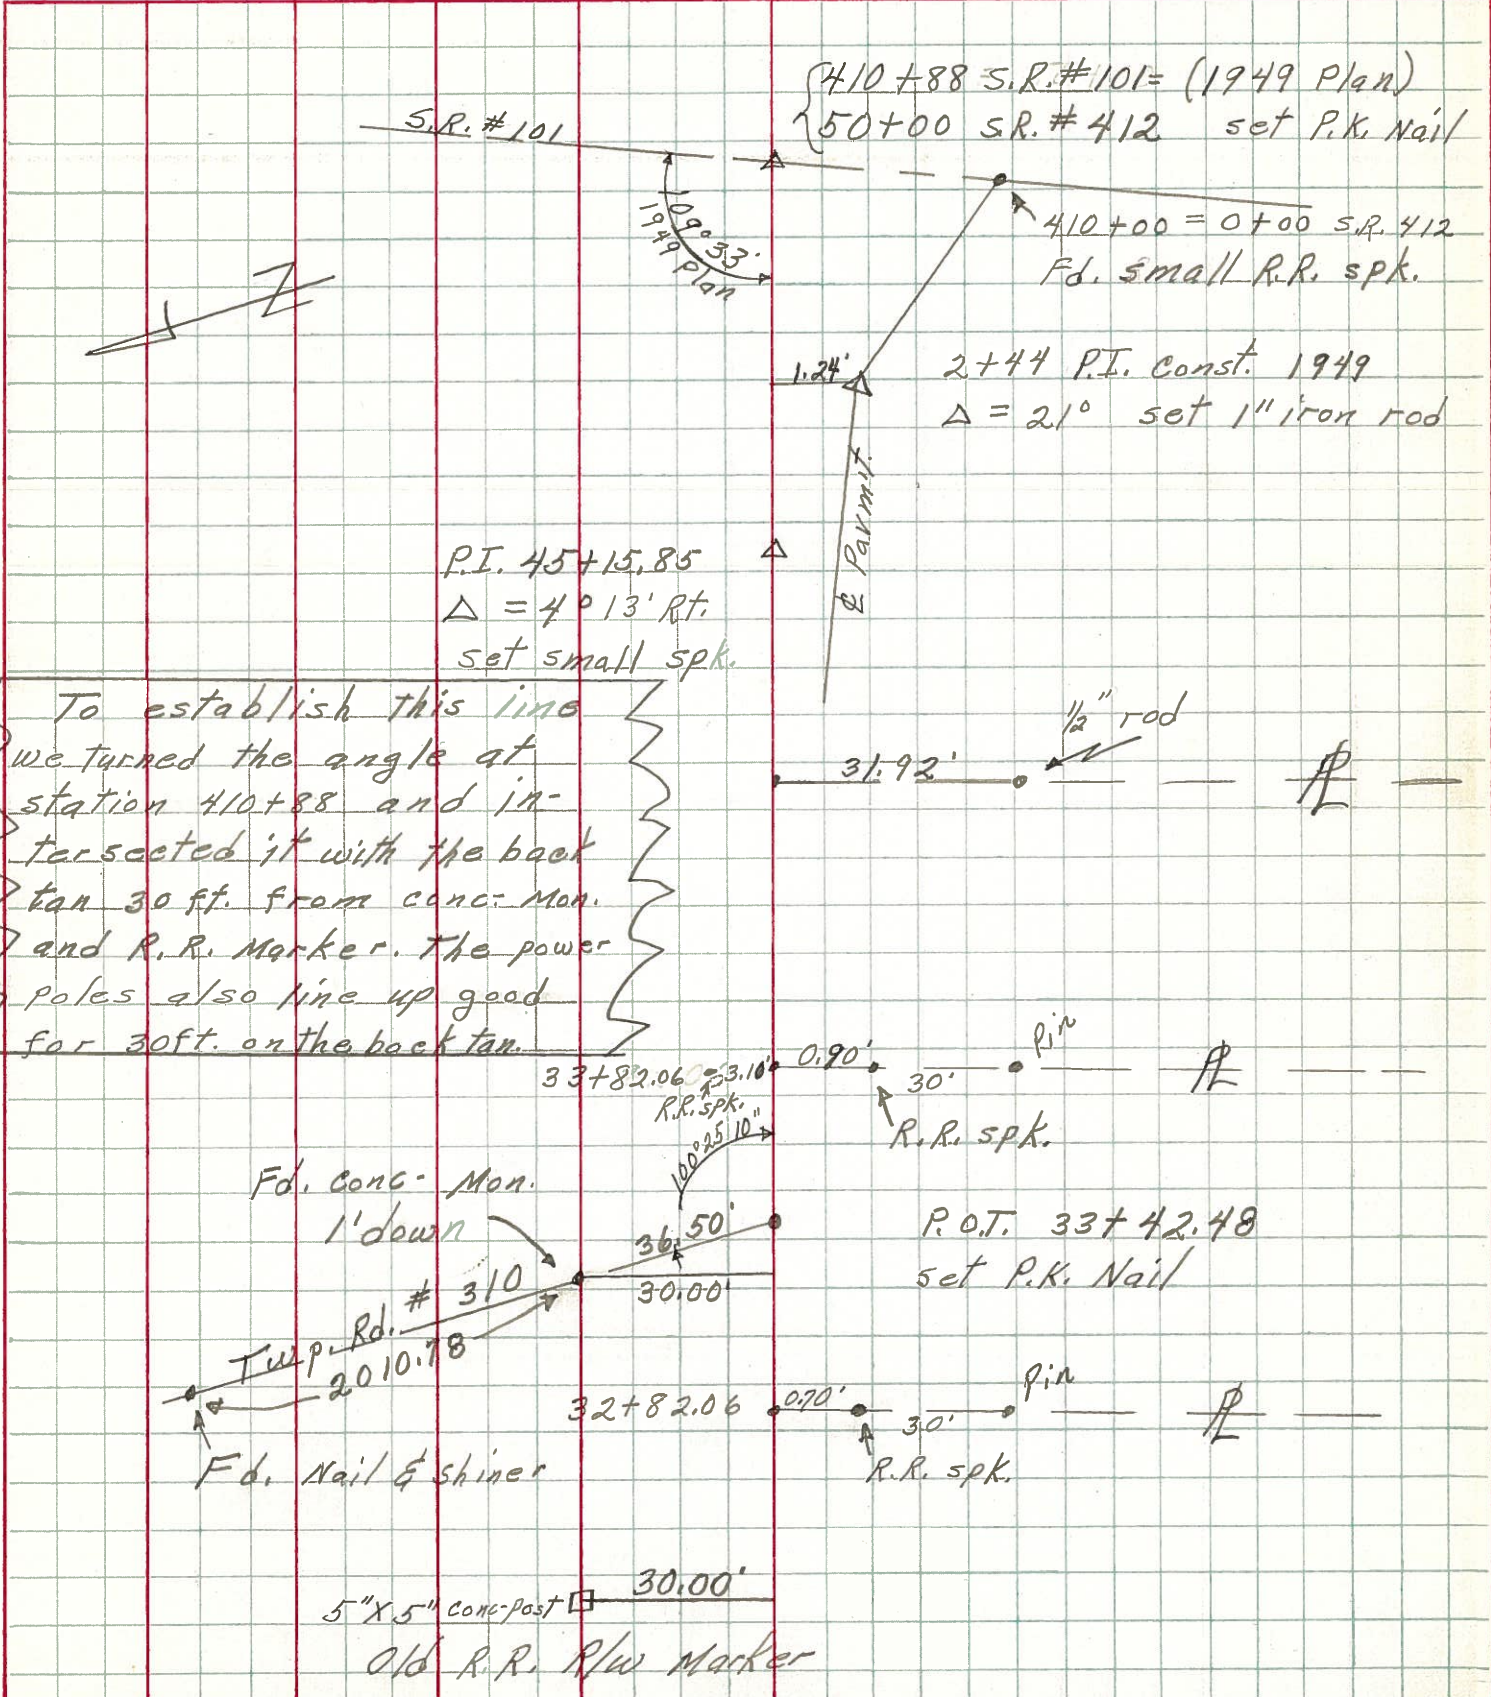 410+88 S.R.#101= (1949 Plan)
50+00 S.R.#412 set P.K. Nail
S.R. #101
109°33'
1949 Plan
410+00 = 0+00 S.R. 412
Fd. small R.R. spk.
N
1.24'
2+44 P.I. Const. 1949
Δ = 21° set 1" iron rod
℄ Pavm't.
P.I. 45+15.85
Δ = 4°13' Rt.
set small spk.
To establish this line
we turned the angle at
station 410+88 and in-
tersected it with the back
tan 30 ft. from conc- Mon.
and R.R. Marker. The power
poles also line up good
for 30ft. on the back tan.
1/2" rod
31.92'
PL
33+82.06
3.10'
R.R. spk.
0.90'
30'
Pin
PL
R.R. spk.
100°25'10"
Fd. Conc- Mon.
1' down
36.50'
30.00'
P.O.T. 33+42.48
set P.K. Nail
Twp. Rd. # 310
2010.78
Fd. Nail & shiner
32+82.06
0.70'
30'
Pin
PL
R.R. spk.
30.00'
5"X5" conc-post
Old R.R. R/W Marker